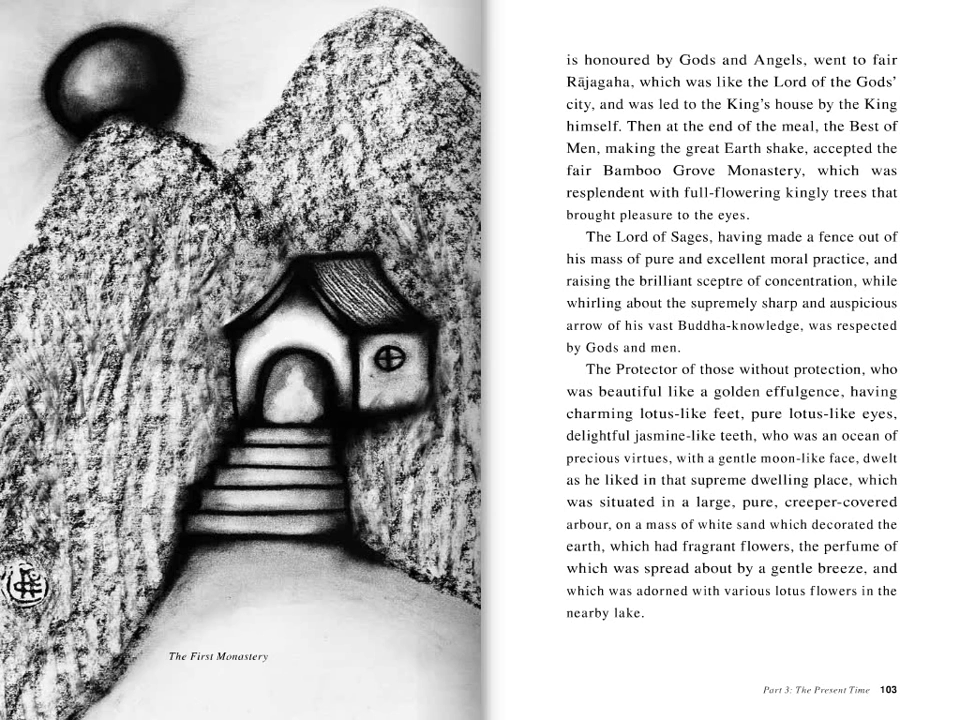 The First Monastery
is honoured by Gods and Angels, went to fair
Rājagaha, which was like the Lord of the Gods’
city, and was led to the King’s house by the King
himself. Then at the end of the meal, the Best of
Men, making the great Earth shake, accepted the
fair Bamboo Grove Monastery, which was
resplendent with full-flowering kingly trees that
brought pleasure to the eyes.
The Lord of Sages, having made a fence out of
his mass of pure and excellent moral practice, and
raising the brilliant sceptre of concentration, while
whirling about the supremely sharp and auspicious
arrow of his vast Buddha-knowledge, was respected
by Gods and men.
The Protector of those without protection, who
was beautiful like a golden effulgence, having
charming lotus-like feet, pure lotus-like eyes,
delightful jasmine-like teeth, who was an ocean of
precious virtues, with a gentle moon-like face, dwelt
as he liked in that supreme dwelling place, which
was situated in a large, pure, creeper-covered
arbour, on a mass of white sand which decorated the
earth, which had fragrant flowers, the perfume of
which was spread about by a gentle breeze, and
which was adorned with various lotus flowers in the
nearby lake.
Part 3: The Present Time 103